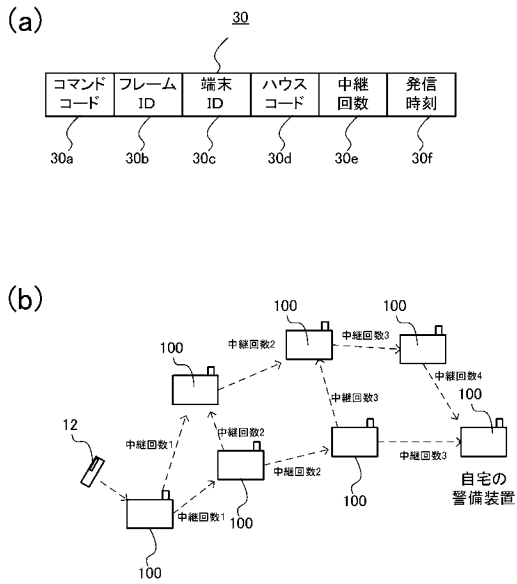 (a)
30
コマンド
コード
フレーム
ID
端末
ID
ハウス
コード
中継
回数
発信
時刻
30a
30b
30c
30d
30e
30f
(b)
100
100
中継回数3
中継回数2
100
中継回数4
100
12
中継回数1
中継回数2
中継回数3
中継回数2
中継回数3
中継回数1
100
100
100
自宅の
警備装置